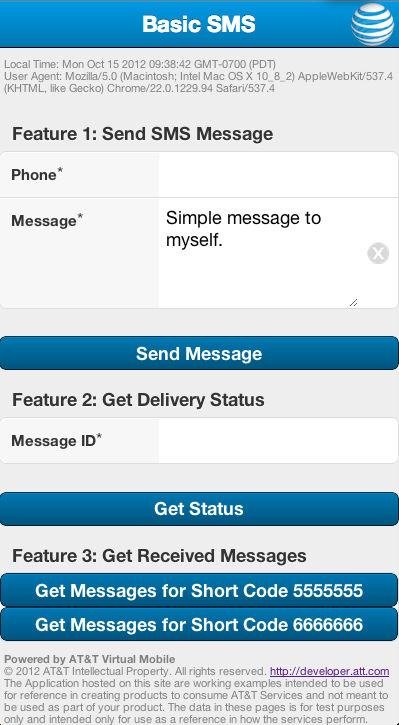 Basic SMS
Local Time: Mon Oct 15 2012 09:38:42 GMT-0700 (PDT)
User Agent: Mozilla/5.0 (Macintosh; Intel Mac OS X 10_8_2) AppleWebKit/537.4
(KHTML, like Gecko) Chrome/22.0.1229.94 Safari/537.4
Feature 1: Send SMS Message
Phone*
Message*
Simple message to
myself.
X
Send Message
Feature 2: Get Delivery Status
Message ID*
Get Status
Feature 3: Get Received Messages
Get Messages for Short Code 5555555
Get Messages for Short Code 6666666
Powered by AT&T Virtual Mobile
© 2012 AT&T Intellectual Property. All rights reserved. http://developer.att.com
The Application hosted on this site are working examples intended to be used
for reference in creating products to consume AT&T Services and not meant to
be used as part of your product. The data in these pages is for test purposes
only and intended only for use as a reference in how the services perform.